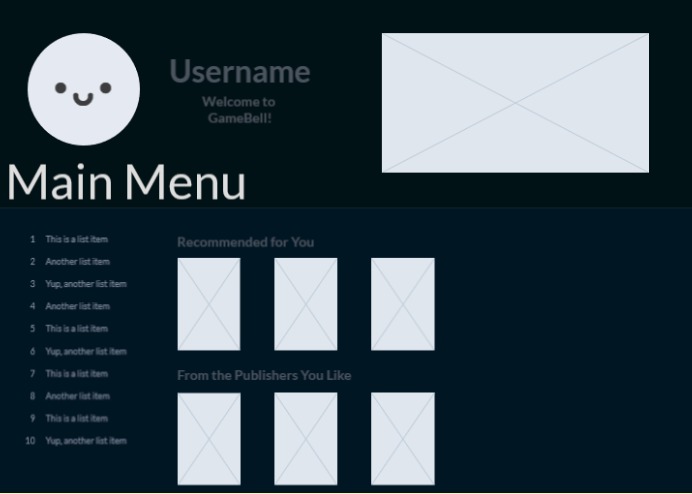 Username
Welcome to
GameBell!
Main Menu
1 This is a list item
2 Another list item
3 Yup, another list item
4 Another list item
5 This is a list item
6 Yup, another list item
7 This is a list item
8 Another list item
9 This is a list item
10 Yup, another list item
Recommended for You
From the Publishers You Like